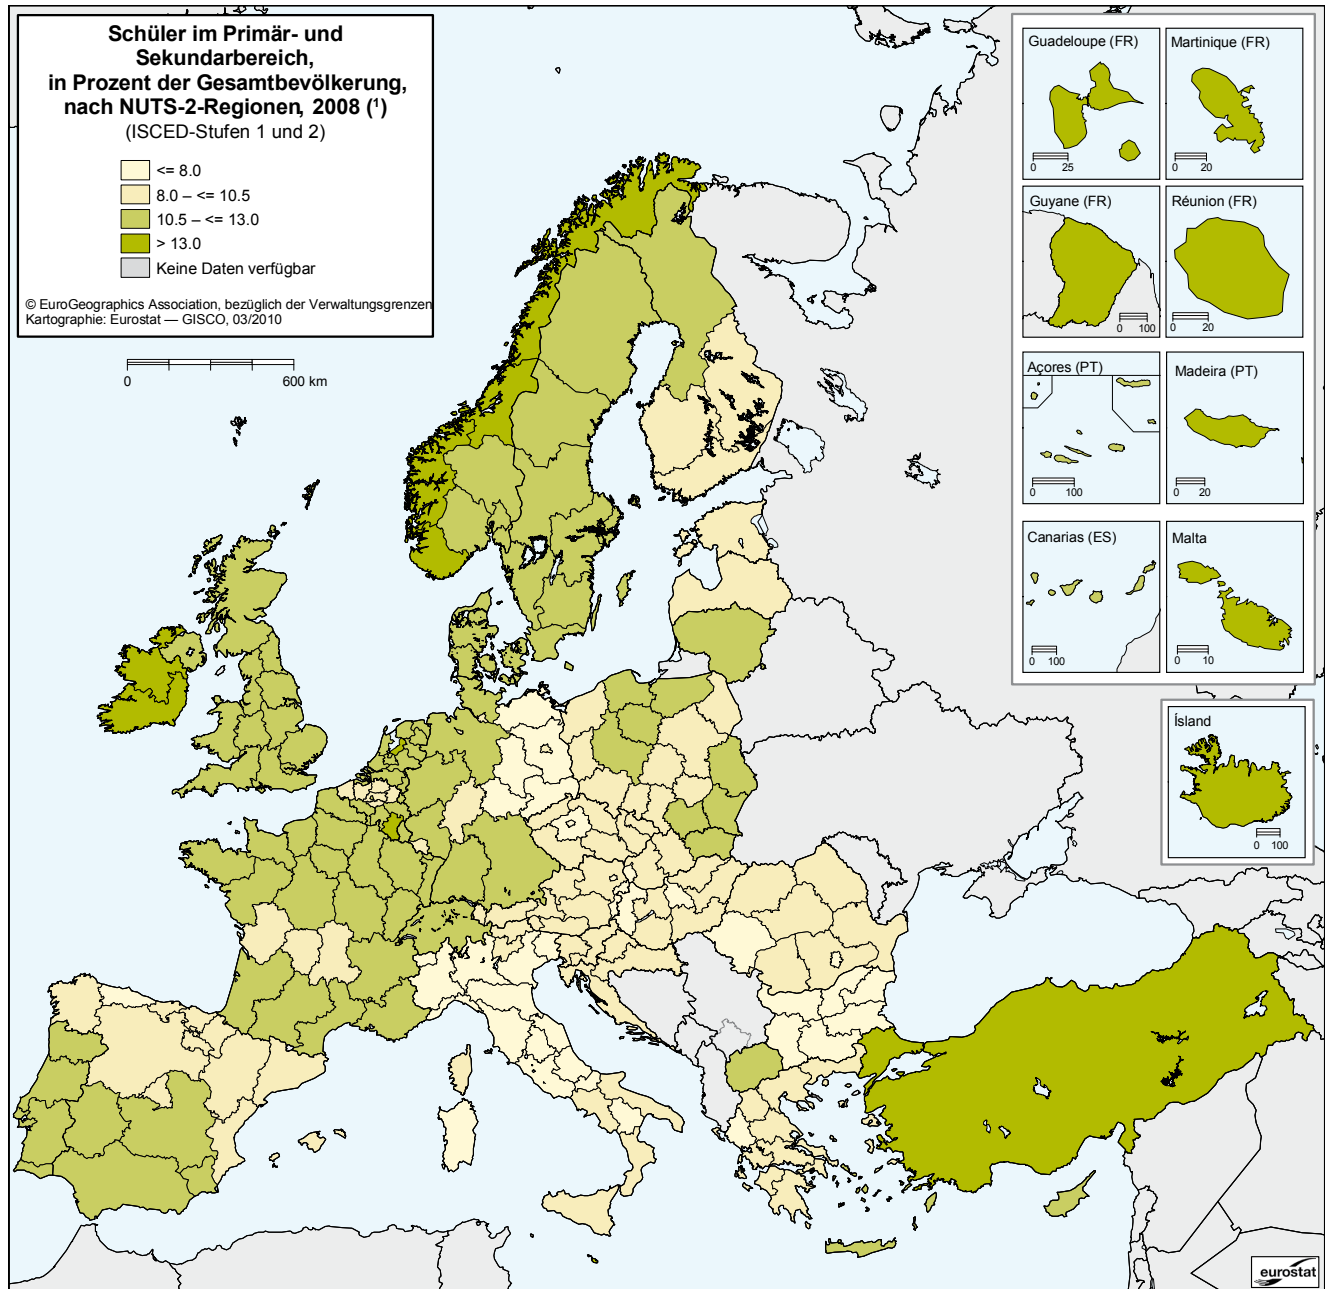 Schüler im Primär- und
Sekundarbereich,
in Prozent der Gesamtbevölkerung,
nach NUTS-2-Regionen, 2008 (¹)
(ISCED-Stufen 1 und 2)
<= 8.0
8.0 – <= 10.5
10.5 – <= 13.0
> 13.0
Keine Daten verfügbar
© EuroGeographics Association, bezüglich der Verwaltungsgrenzen
Kartographie: Eurostat — GISCO, 03/2010
0 600 km
Guadeloupe (FR)
0 25
Martinique (FR)
0 20
Guyane (FR)
0 100
Réunion (FR)
0 20
Açores (PT)
0 100
Madeira (PT)
0 20
Canarias (ES)
0 100
Malta
0 10
Ísland
0 100
eurostat